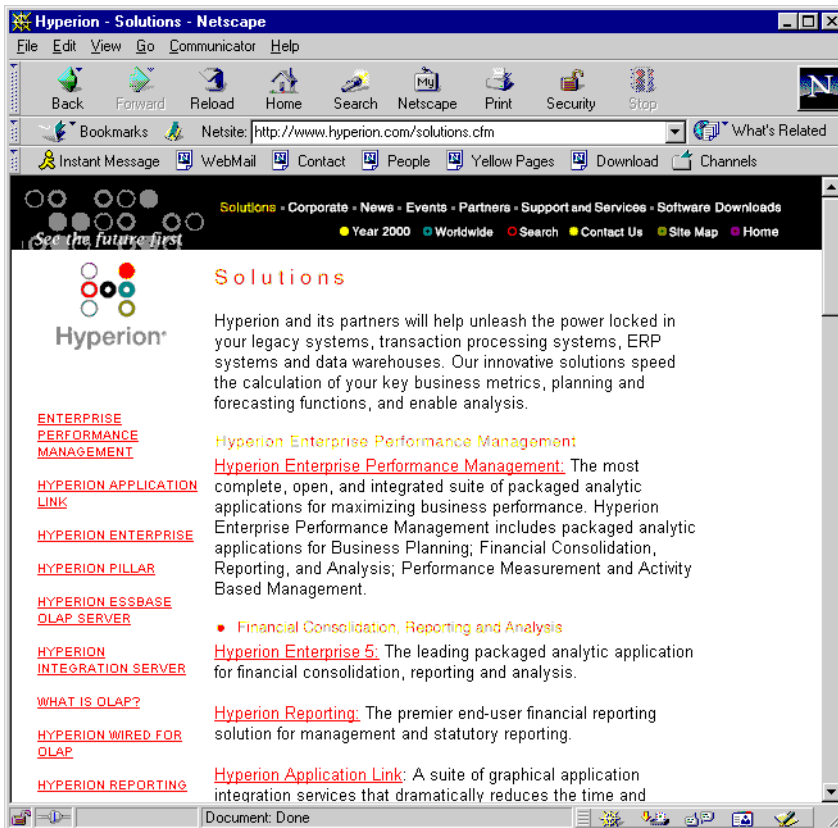 Hyperion - Solutions - Netscape
File Edit View Go Communicator Help
Back Forward Reload Home Search Netscape Print Security Stop
My
N
Bookmarks Netsite: http://www.hyperion.com/solutions.cfm What's Related
Instant Message WebMail Contact People Yellow Pages Download Channels
Solutions - Corporate - News - Events - Partners - Support and Services - Software Downloads
Year 2000 Worldwide Search Contact Us Site Map Home
See the future first
Hyperion
ENTERPRISE
PERFORMANCE
MANAGEMENT
HYPERION APPLICATION
LINK
HYPERION ENTERPRISE
HYPERION PILLAR
HYPERION ESSBASE
OLAP SERVER
HYPERION
INTEGRATION SERVER
WHAT IS OLAP?
HYPERION WIRED FOR
OLAP
HYPERION REPORTING
Solutions
Hyperion and its partners will help unleash the power locked in
your legacy systems, transaction processing systems, ERP
systems and data warehouses. Our innovative solutions speed
the calculation of your key business metrics, planning and
forecasting functions, and enable analysis.
Hyperion Enterprise Performance Management
Hyperion Enterprise Performance Management: The most
complete, open, and integrated suite of packaged analytic
applications for maximizing business performance. Hyperion
Enterprise Performance Management includes packaged analytic
applications for Business Planning; Financial Consolidation,
Reporting, and Analysis; Performance Measurement and Activity
Based Management.
• Financial Consolidation, Reporting and Analysis
Hyperion Enterprise 5: The leading packaged analytic application
for financial consolidation, reporting and analysis.
Hyperion Reporting: The premier end-user financial reporting
solution for management and statutory reporting.
Hyperion Application Link: A suite of graphical application
integration services that dramatically reduces the time and
Document: Done